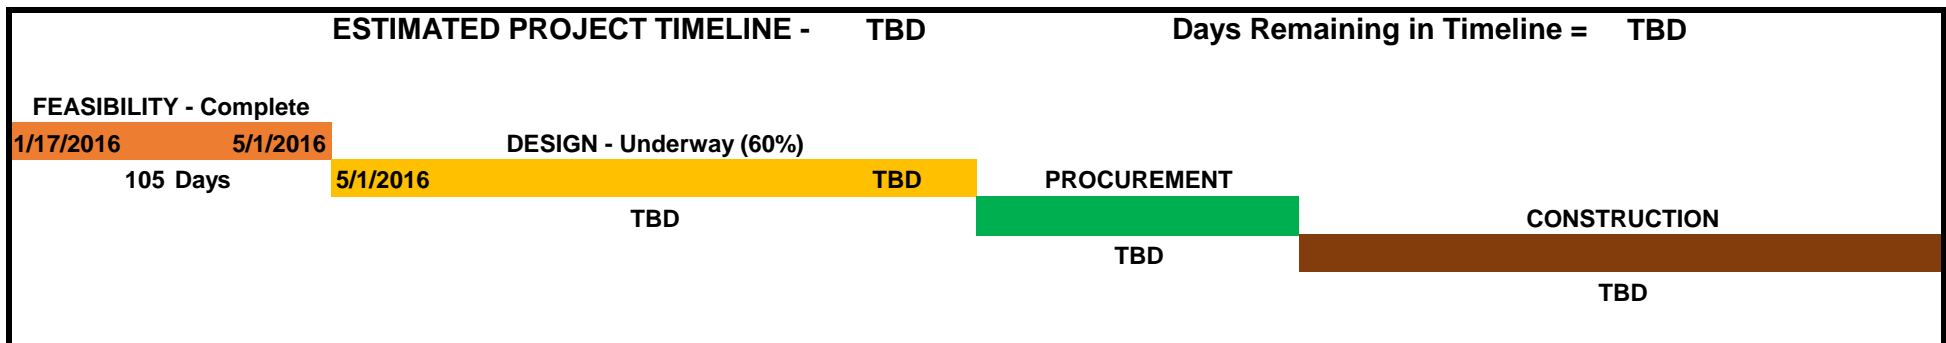 ESTIMATED PROJECT TIMELINE - TBD Days Remaining in Timeline = TBD
FEASIBILITY - Complete
1/17/2016 5/1/2016 DESIGN - Underway (60%)
105 Days 5/1/2016 TBD PROCUREMENT
TBD CONSTRUCTION
TBD
TBD